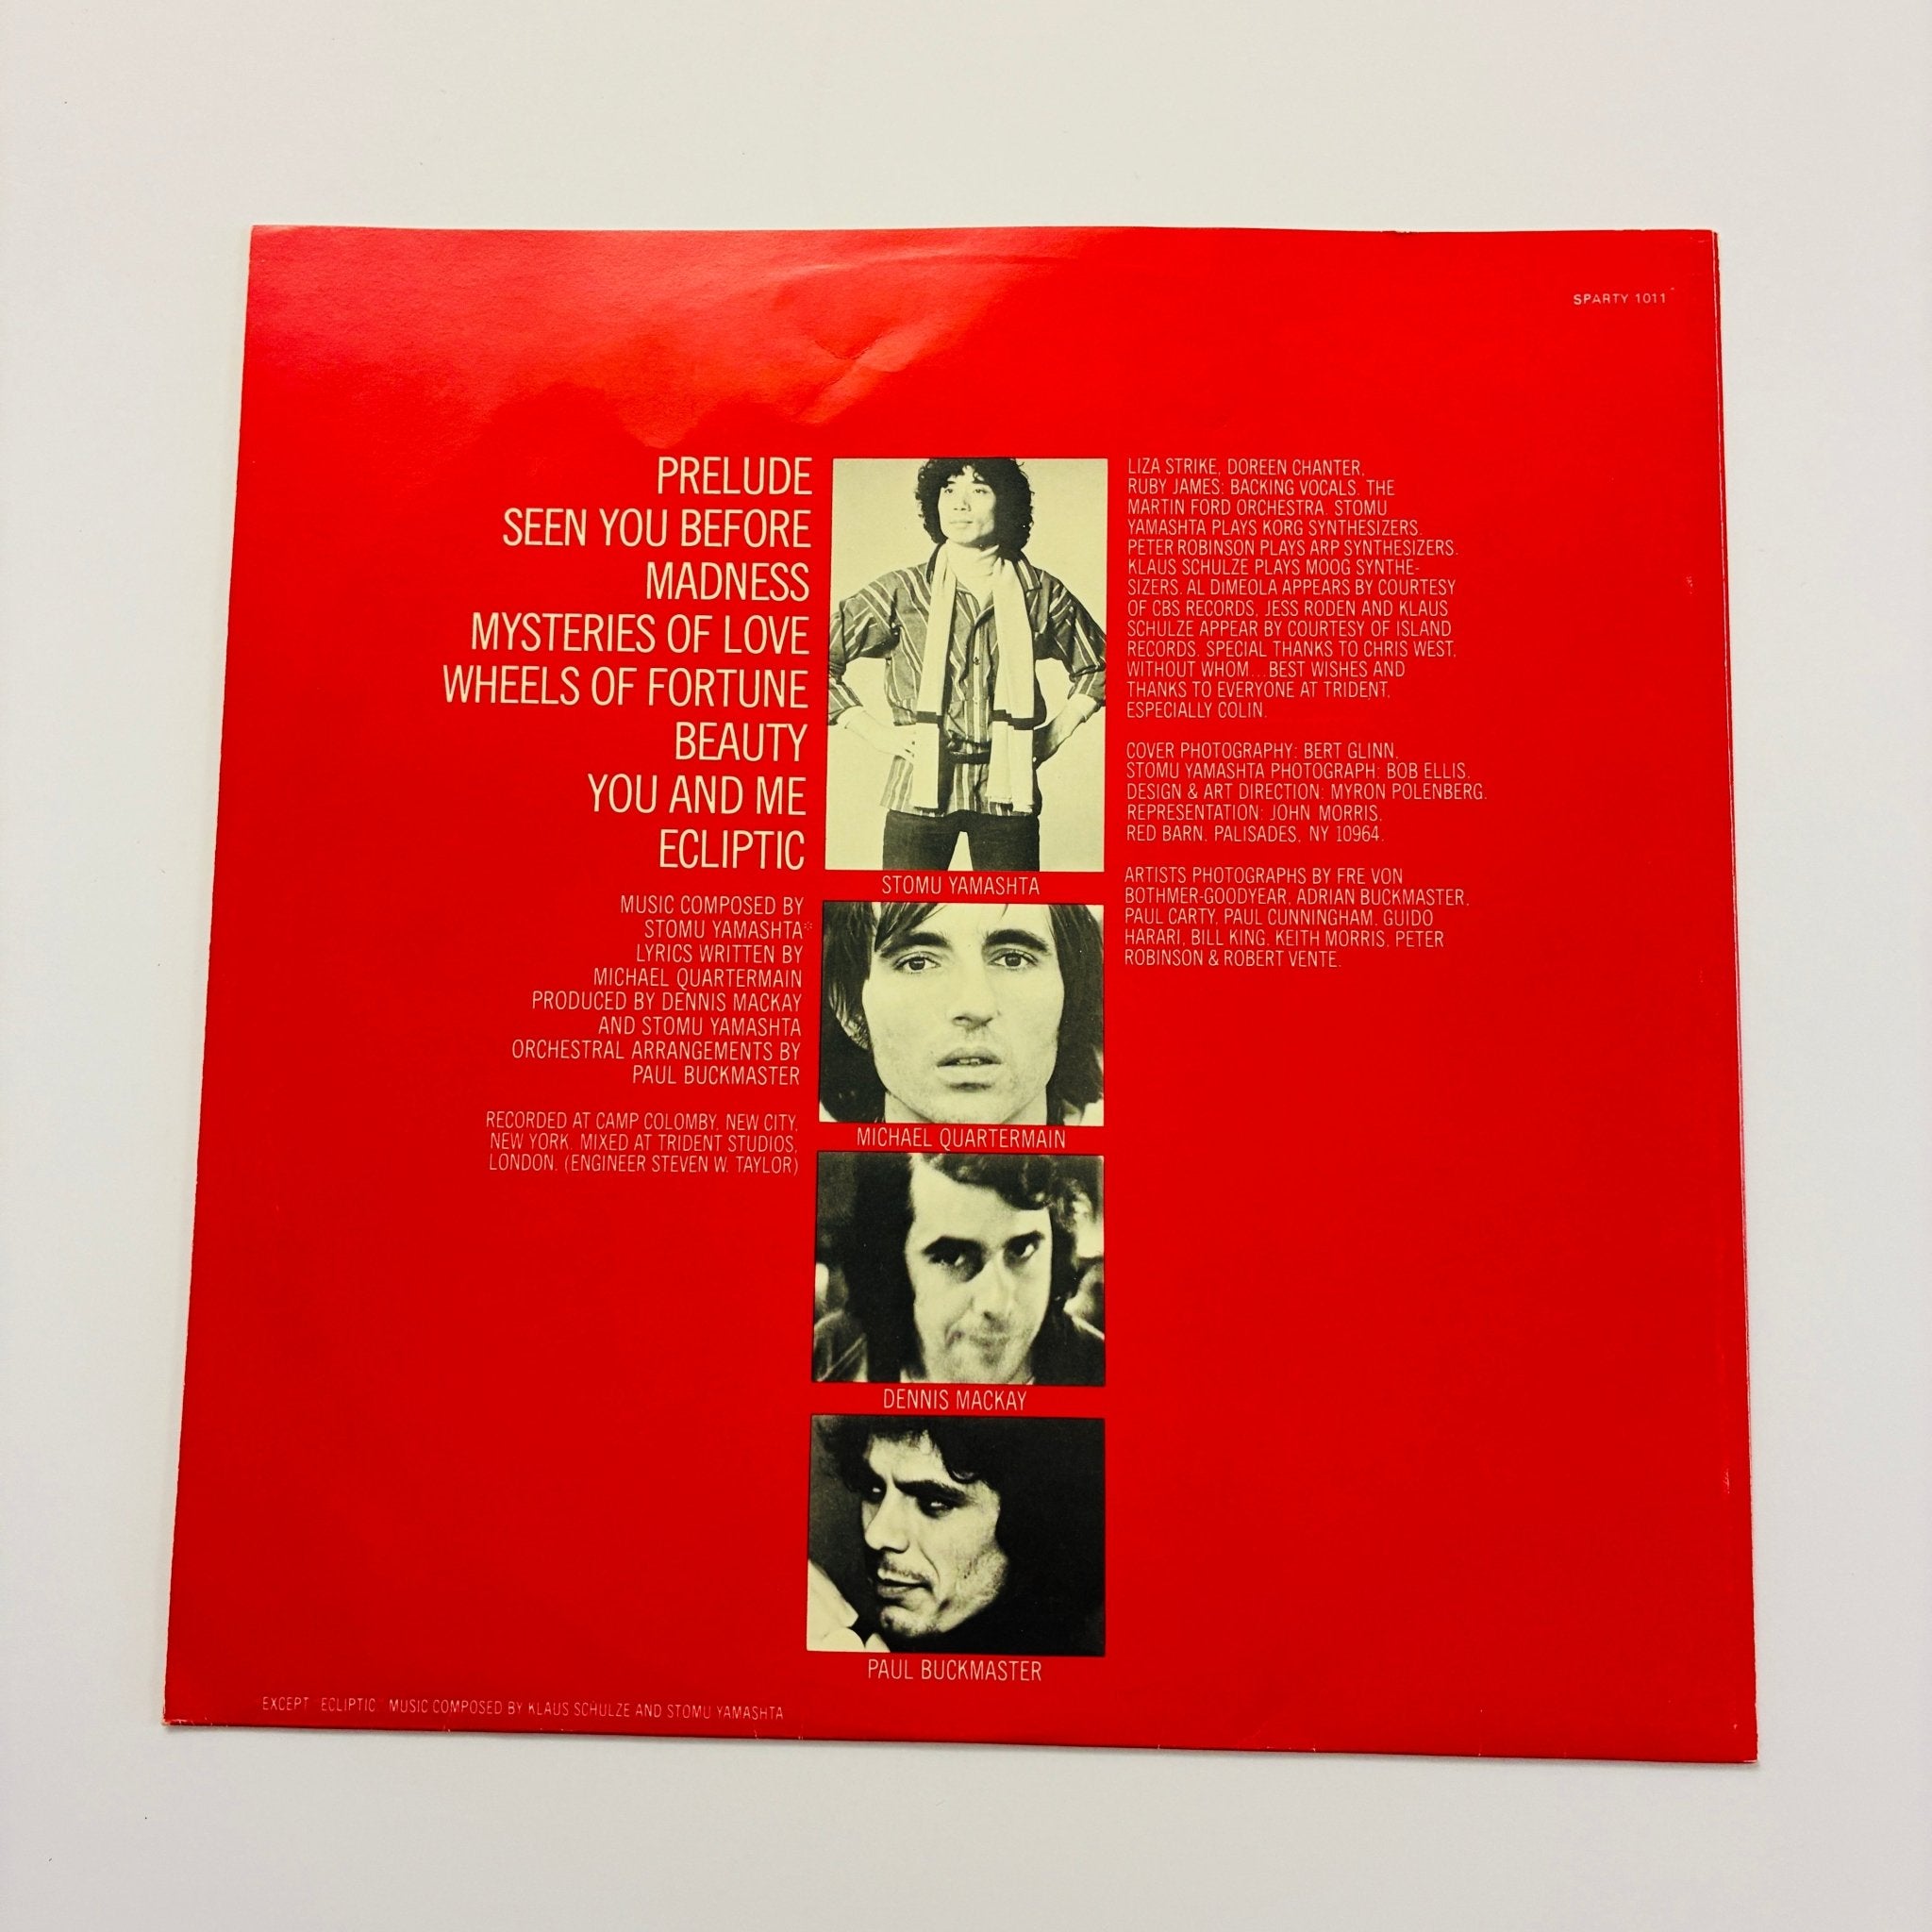 SPARTY 1011
PRELUDE
SEEN YOU BEFORE
MADNESS
MYSTERIES OF LOVE
WHEELS OF FORTUNE
BEAUTY
YOU AND ME
ECLIPTIC
MUSIC COMPOSED BY
STOMU YAMASHTA*
LYRICS WRITTEN BY
MICHAEL QUARTERMAIN
PRODUCED BY DENNIS MACKAY
AND STOMU YAMASHTA
ORCHESTRAL ARRANGEMENTS BY
PAUL BUCKMASTER
RECORDED AT CAMP COLOMBY, NEW CITY,
NEW YORK. MIXED AT TRIDENT STUDIOS,
LONDON. (ENGINEER STEVEN W. TAYLOR)
STOMU YAMASHTA
MICHAEL QUARTERMAIN
DENNIS MACKAY
PAUL BUCKMASTER
LIZA STRIKE, DOREEN CHANTER,
RUBY JAMES: BACKING VOCALS. THE
MARTIN FORD ORCHESTRA. STOMU
YAMASHTA PLAYS KORG SYNTHESIZERS.
PETER ROBINSON PLAYS ARP SYNTHESIZERS.
KLAUS SCHULZE PLAYS MOOG SYNTHE-
SIZERS. AL DIMEOLA APPEARS BY COURTESY
OF CBS RECORDS, JESS RODEN AND KLAUS
SCHULZE APPEAR BY COURTESY OF ISLAND
RECORDS. SPECIAL THANKS TO CHRIS WEST,
WITHOUT WHOM...BEST WISHES AND
THANKS TO EVERYONE AT TRIDENT,
ESPECIALLY COLIN.
COVER PHOTOGRAPHY: BERT GLINN.
STOMU YAMASHTA PHOTOGRAPH: BOB ELLIS.
DESIGN & ART DIRECTION: MYRON POLENBERG.
REPRESENTATION: JOHN MORRIS,
RED BARN, PALISADES, NY 10964.
ARTISTS PHOTOGRAPHS BY FRE VON
BOTHMER-GOODYEAR, ADRIAN BUCKMASTER,
PAUL CARTY, PAUL CUNNINGHAM, GUIDO
HARARI, BILL KING, KEITH MORRIS, PETER
ROBINSON & ROBERT VENTE.
EXCEPT "ECLIPTIC" MUSIC COMPOSED BY KLAUS SCHULZE AND STOMU YAMASHTA